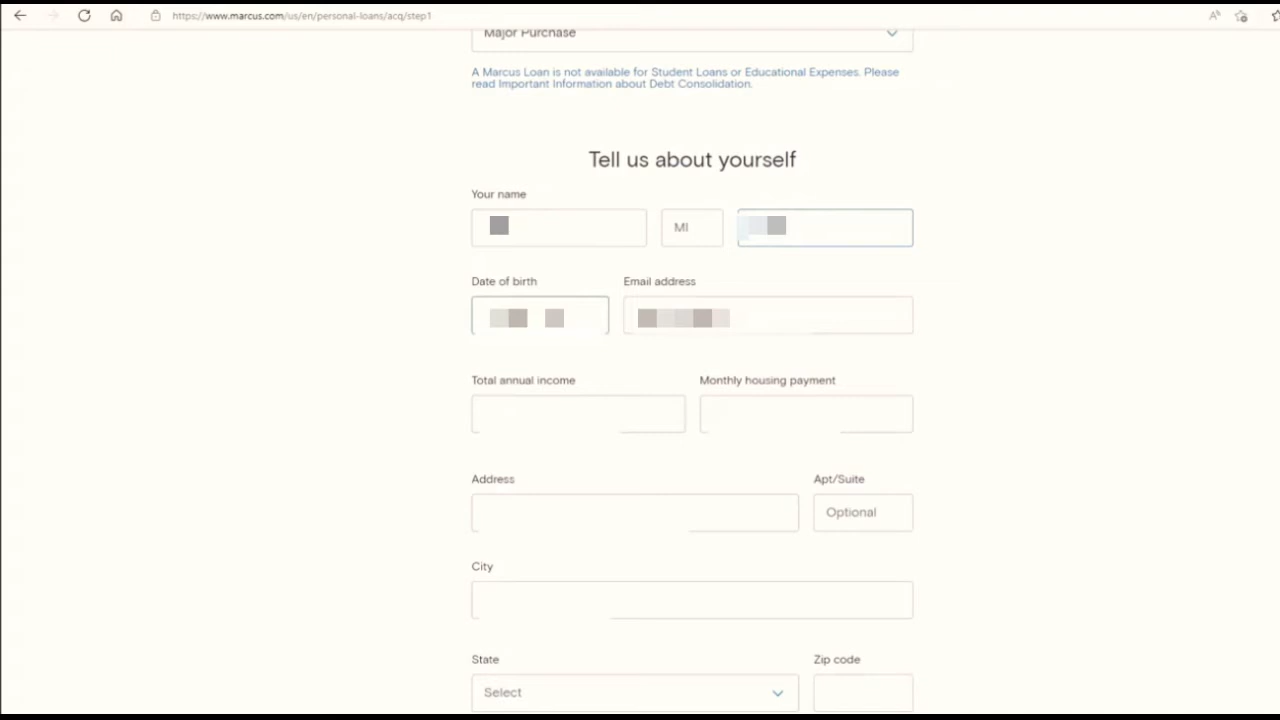 https://www.marcus.com/us/en/personal-loans/acq/step1
Major Purchase
A Marcus Loan is not available for Student Loans or Educational Expenses. Please
read Important Information about Debt Consolidation.
Tell us about yourself
Your name
MI
Date of birth Email address
Total annual income Monthly housing payment
Address Apt/Suite
Optional
City
State Zip code
Select